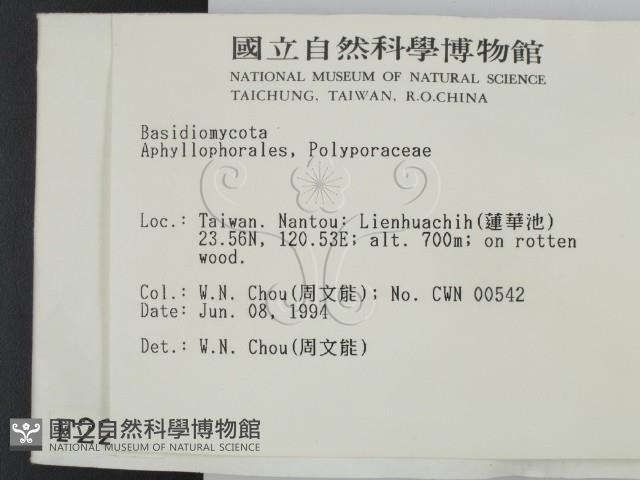 國立自然科學博物館
NATIONAL MUSEUM OF NATURAL SCIENCE
TAICHUNG, TAIWAN, R.O.CHINA
Basidiomycota
Aphyllophorales, Polyporaceae
Loc.: Taiwan. Nantou; Lienhuachih(蓮華池)
23.56N, 120.53E; alt. 700m; on rotten
wood.
Col.: W.N. Chou(周文能); No. CWN 00542
Date: Jun. 08, 1994
Det.: W.N. Chou(周文能)
國立自然科學博物館
NATIONAL MUSEUM OF NATURAL SCIENCE